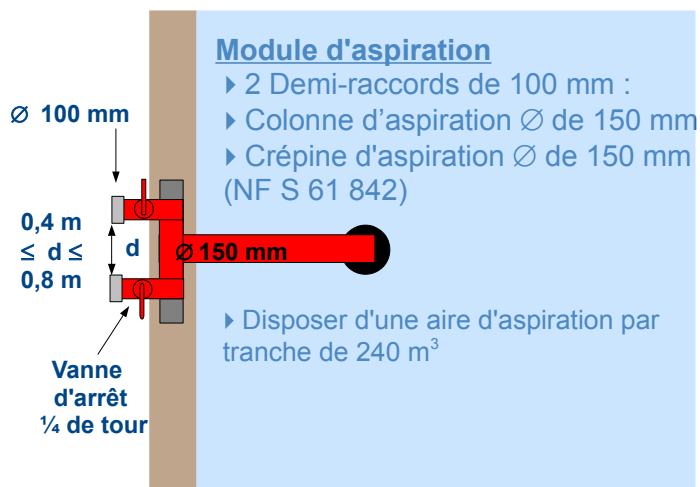 Module d'aspiration
▸ 2 Demi-raccords de 100 mm :
▸ Colonne d’aspiration ∅ de 150 mm
▸ Crépine d'aspiration ∅ de 150 mm
(NF S 61 842)
∅ 100 mm
0,4 m
≤ d ≤
0,8 m
d
∅ 150 mm
▸ Disposer d'une aire d'aspiration par
tranche de 240 m³
Vanne
d'arrêt
¼ de tour